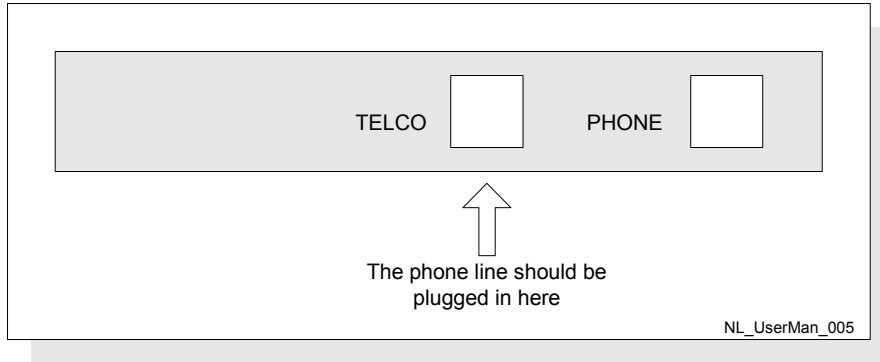 TELCO PHONE
The phone line should be
plugged in here
NL_UserMan_005